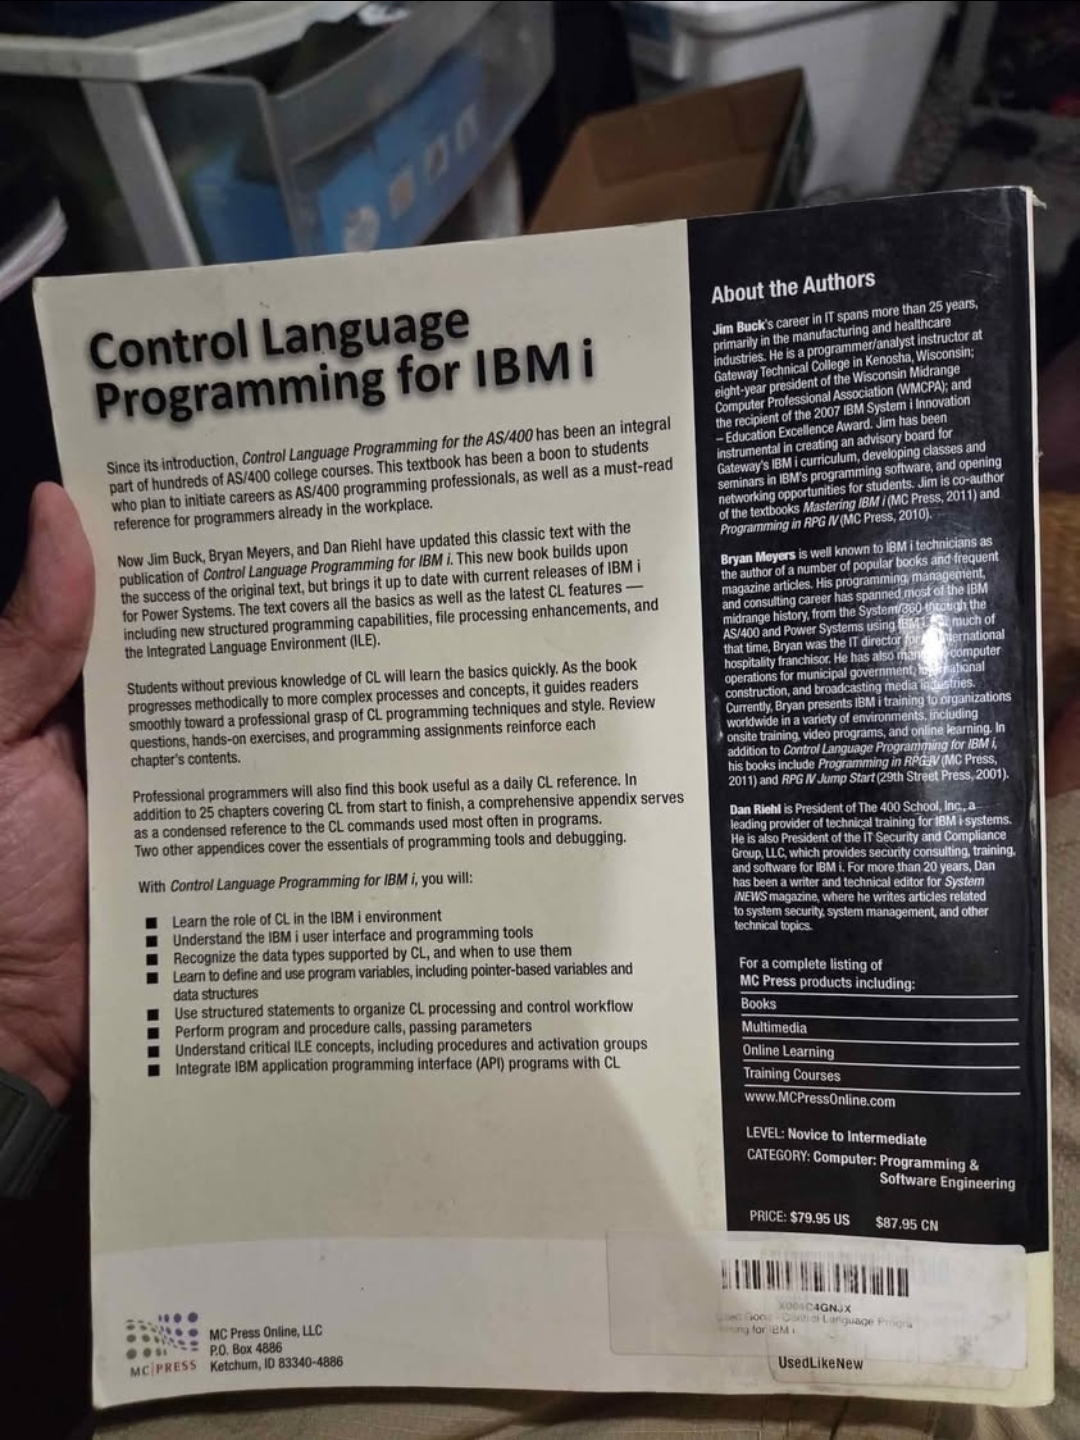 Control Language
Programming for IBM i
Since its introduction, Control Language Programming for the AS/400 has been an integral
part of hundreds of AS/400 college courses. This textbook has been a boon to students
who plan to initiate careers as AS/400 programming professionals, as well as a must-read
reference for programmers already in the workplace.
Now Jim Buck, Bryan Meyers, and Dan Riehl have updated this classic text with the
publication of Control Language Programming for IBM i. This new book builds upon
the success of the original text, but brings it up to date with current releases of IBM i
for Power Systems. The text covers all the basics as well as the latest CL features —
including new structured programming capabilities, file processing enhancements, and
the Integrated Language Environment (ILE).
Students without previous knowledge of CL will learn the basics quickly. As the book
progresses methodically to more complex processes and concepts, it guides readers
smoothly toward a professional grasp of CL programming techniques and style. Review
questions, hands-on exercises, and programming assignments reinforce each
chapter's contents.
Professional programmers will also find this book useful as a daily CL reference. In
addition to 25 chapters covering CL from start to finish, a comprehensive appendix serves
as a condensed reference to the CL commands used most often in programs.
Two other appendices cover the essentials of programming tools and debugging.
With Control Language Programming for IBM i, you will:
■ Learn the role of CL in the IBM i environment
■ Understand the IBM i user interface and programming tools
■ Recognize the data types supported by CL, and when to use them
■ Learn to define and use program variables, including pointer-based variables and
data structures
■ Use structured statements to organize CL processing and control workflow
■ Perform program and procedure calls, passing parameters
■ Understand critical ILE concepts, including procedures and activation groups
■ Integrate IBM application programming interface (API) programs with CL
MC PRESS
MC Press Online, LLC
P.O. Box 4886
Ketchum, ID 83340-4886
About the Authors
Jim Buck's career in IT spans more than 25 years,
primarily in the manufacturing and healthcare
industries. He is a programmer/analyst instructor at
Gateway Technical College in Kenosha, Wisconsin;
eight-year president of the Wisconsin Midrange
Computer Professional Association (WMCPA); and
the recipient of the 2007 IBM System i Innovation
– Education Excellence Award. Jim has been
instrumental in creating an advisory board for
Gateway's IBM i curriculum, developing classes and
seminars in IBM's programming software, and opening
networking opportunities for students. Jim is co-author
of the textbooks Mastering IBM i (MC Press, 2011) and
Programming in RPG IV (MC Press, 2010).
Bryan Meyers is well known to IBM i technicians as
the author of a number of popular books and frequent
magazine articles. His programming, management,
and consulting career has spanned most of the IBM
midrange history, from the System/360 through the
AS/400 and Power Systems using IBM i. For much of
that time, Bryan was the IT director for an international
hospitality franchisor. He has also managed computer
operations for municipal government, international
construction, and broadcasting media industries.
Currently, Bryan presents IBM i training to organizations
worldwide in a variety of environments, including
onsite training, video programs, and online learning. In
addition to Control Language Programming for IBM i,
his books include Programming in RPG IV (MC Press,
2011) and RPG IV Jump Start (29th Street Press, 2001).
Dan Riehl is President of The 400 School, Inc., a
leading provider of technical training for IBM i systems.
He is also President of the IT Security and Compliance
Group, LLC, which provides security consulting, training,
and software for IBM i. For more than 20 years, Dan
has been a writer and technical editor for System
iNEWS magazine, where he writes articles related
to system security, system management, and other
technical topics.
For a complete listing of
MC Press products including:
Books
Multimedia
Online Learning
Training Courses
www.MCPressOnline.com
LEVEL: Novice to Intermediate
CATEGORY: Computer: Programming &
Software Engineering
PRICE: $79.95 US $87.95 CN
Control Language Progra
for IBM i
UsedLikeNew